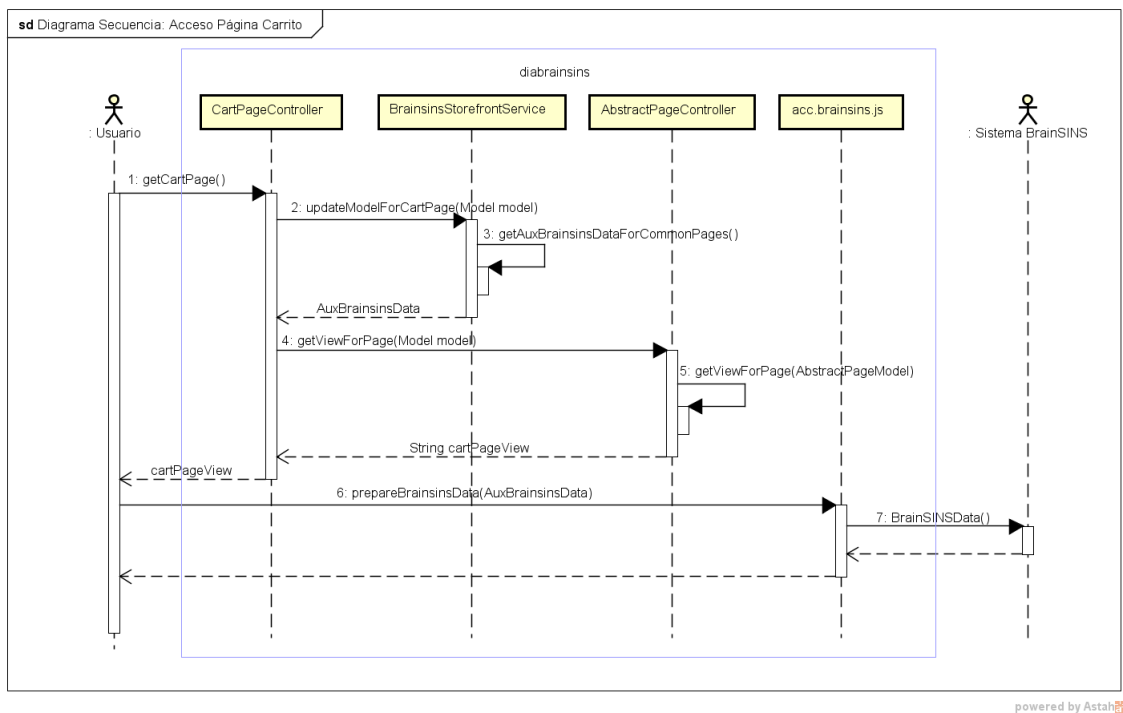 sd Diagrama Secuencia: Acceso Página Carrito
diabrainsins
CartPageController
BrainsinsStorefrontService
AbstractPageController
acc.brainsins.js
: Usuario
: Sistema BrainSINS
1: getCartPage()
2: updateModelForCartPage(Model model)
3: getAuxBrainsinsDataForCommonPages()
AuxBrainsinsData
4: getViewForPage(Model model)
5: getViewForPage(AbstractPageModel)
String cartPageView
cartPageView
6: prepareBrainsinsData(AuxBrainsinsData)
7: BrainSINSData()
powered by Astah